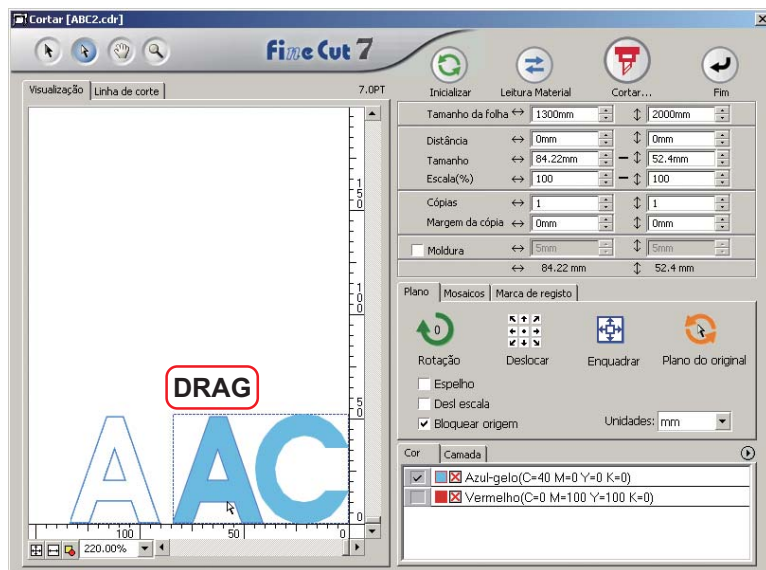 Cortar [ABC2.cdr]
Fine Cut 7
Inicializar Leitura Material Cortar... Fim
Visualização Linha de corte 7.0PT
Tamanho da folha 1300mm 2000mm
Distância 0mm 0mm
Tamanho 84.22mm 52.4mm
Escala(%) 100 100
Cópias 1 1
Margem da cópia 0mm 0mm
Moldura 5mm 5mm
84.22 mm 52.4 mm
Plano Mosaicos Marca de registo
0
Rotação Deslocar Enquadrar Plano do original
Espelho
Desl escala
Bloquear origem Unidades: mm
Cor Camada
Azul-gelo(C=40 M=0 Y=0 K=0)
Vermelho(C=0 M=100 Y=100 K=0)
150
100
50
0
DRAG
A A C
100 50 0
220.00%